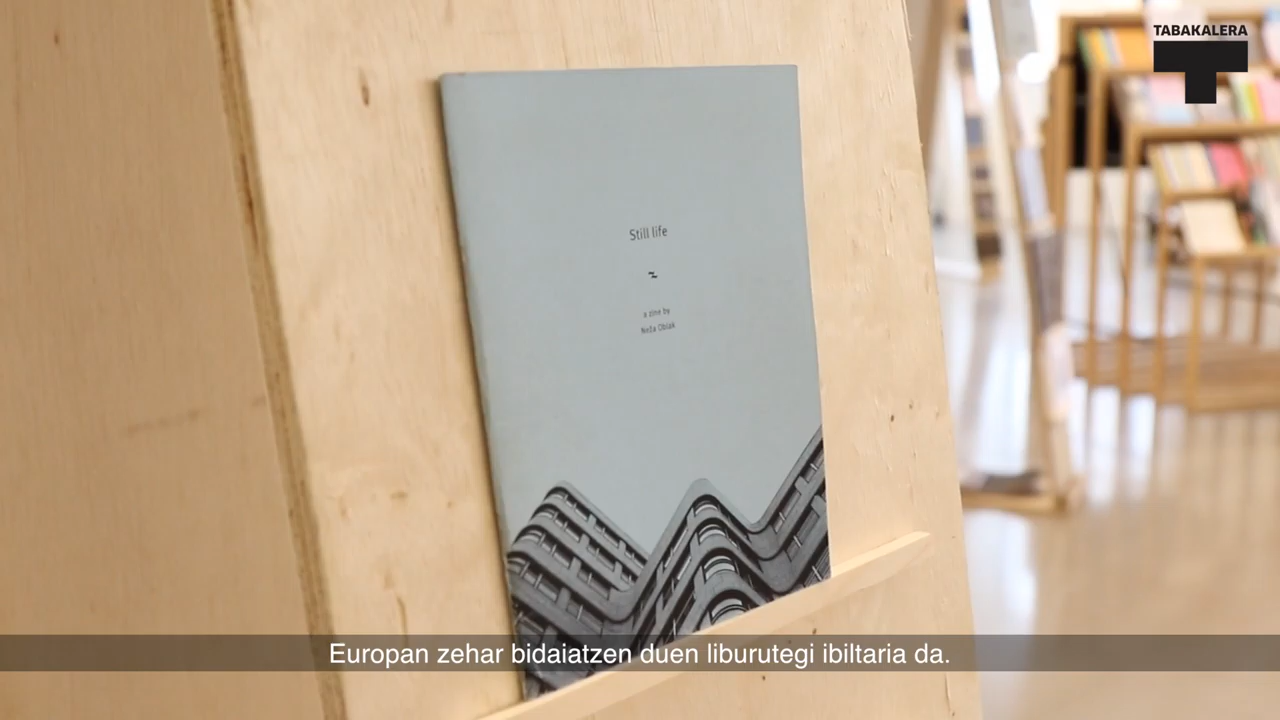 TABAKALERA
Still life
a zine by
Neža Oblak
Europan zehar bidaiatzen duen liburutegi ibiltaria da.